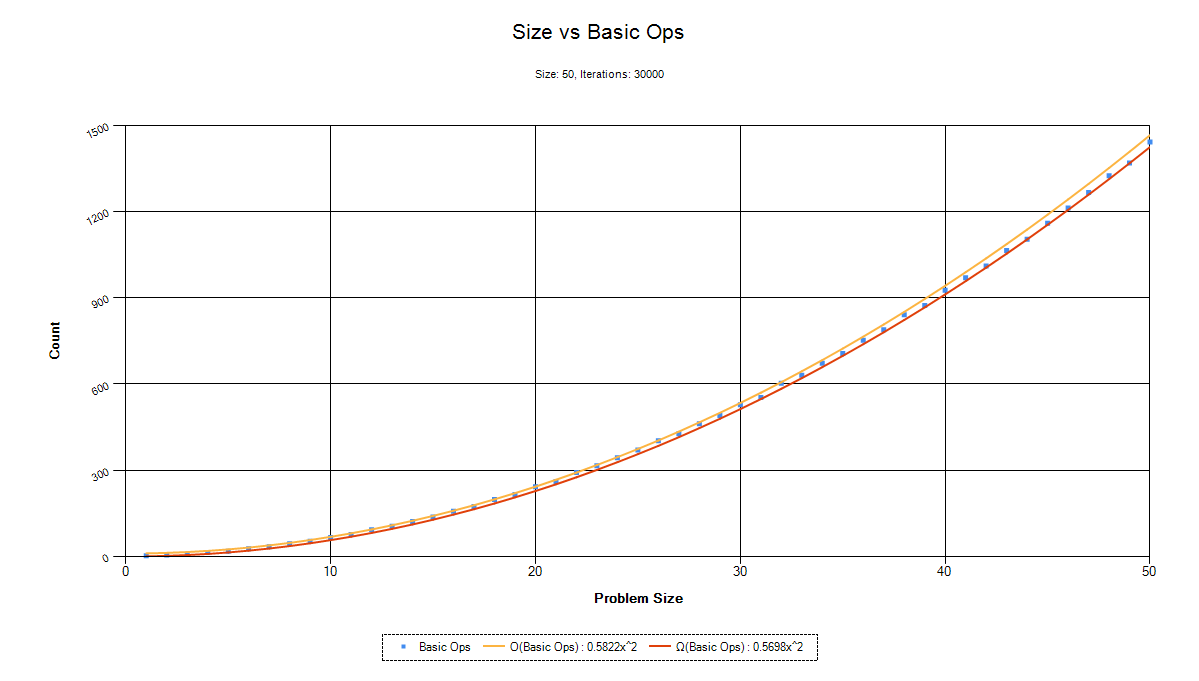 Size vs Basic Ops
Size: 50, Iterations: 30000
1500
1200
900
600
300
0
Count
0 10 20 30 40 50
Problem Size
Basic Ops O(Basic Ops) : 0.5822x^2 Ω(Basic Ops) : 0.5698x^2